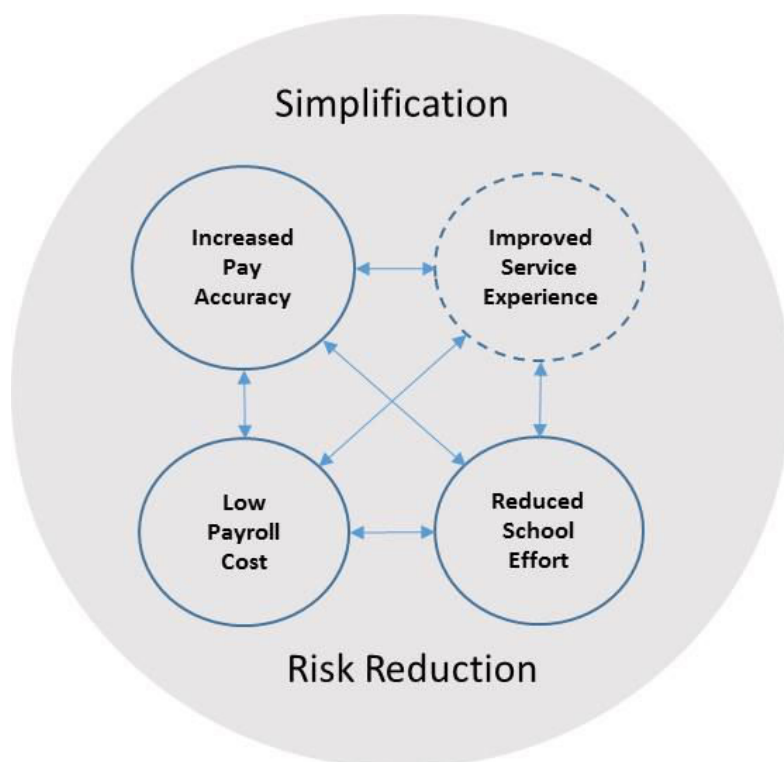 Simplification
Increased
Pay
Accuracy
Improved
Service
Experience
Low
Payroll
Cost
Reduced
School
Effort
Risk Reduction